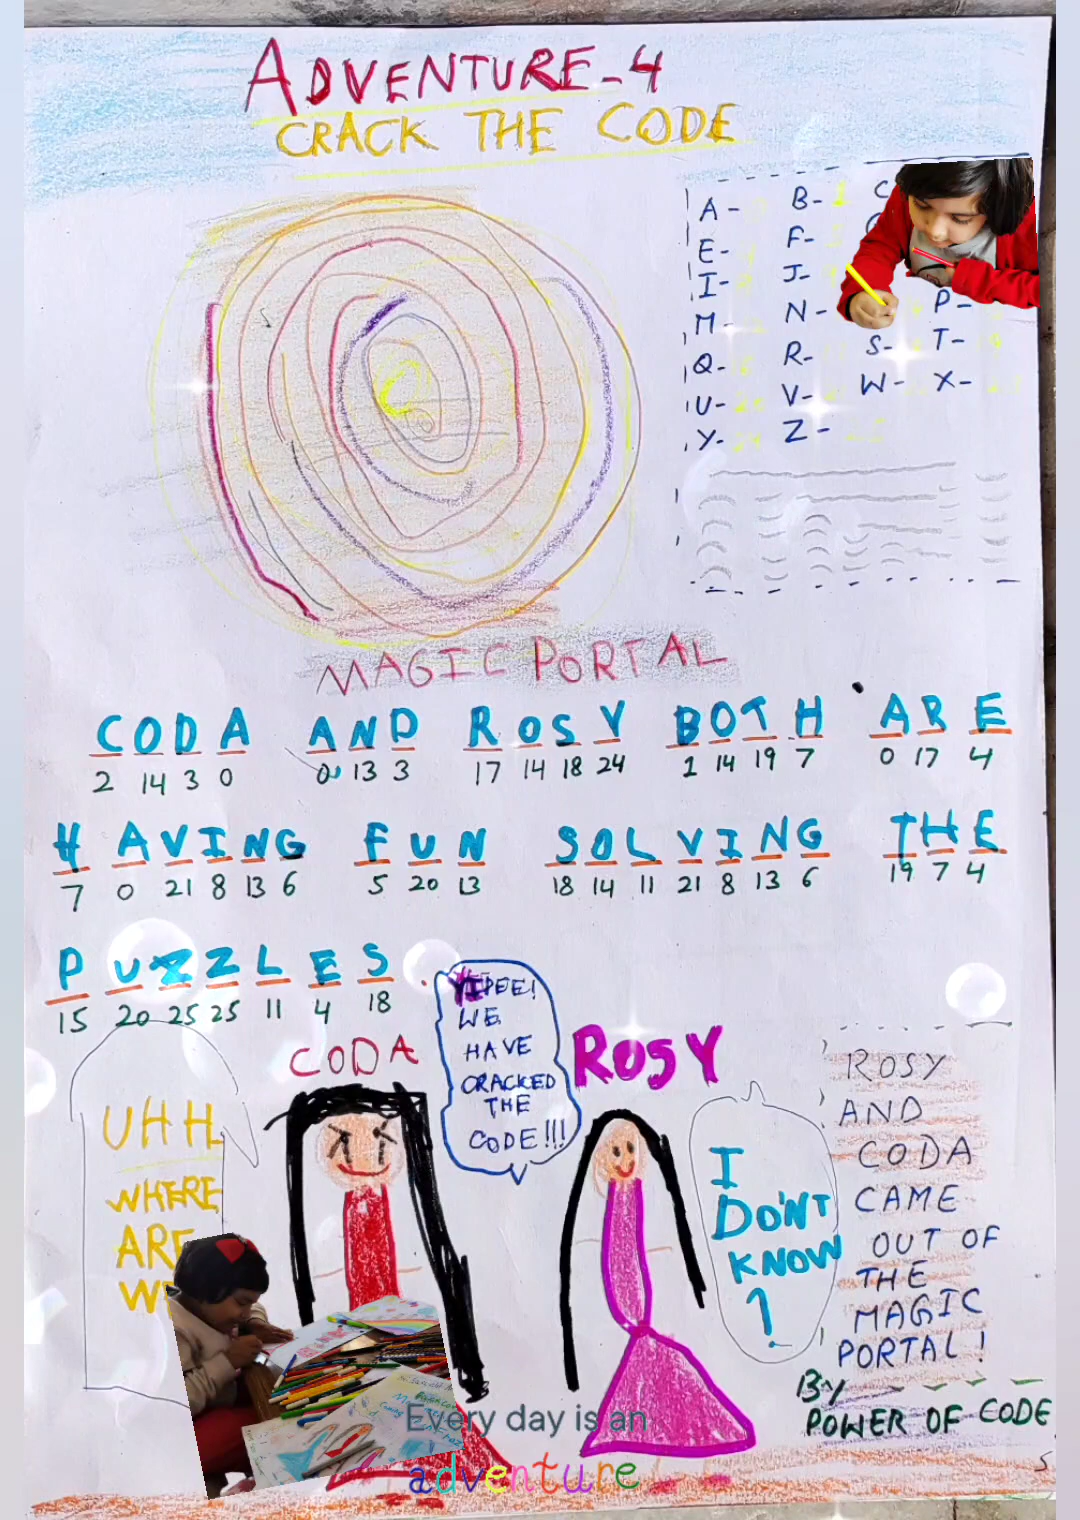 ADVENTURE-4
CRACK THE CODE
A- B- C
E- F-
I- J-
M- N- P-
Q- R- S- T-
U- V- W- X-
Y- Z-
MAGIC PORTAL
CODA AND ROSY BOTH ARE
2 14 3 0 0 13 3 17 14 18 24 1 14 19 7 0 17 4
HAVING FUN SOLVING THE
7 0 21 8 13 6 5 20 13 18 14 11 21 8 13 6 19 7 4
PUZZLES.
15 20 25 25 11 4 18
YIPEE!
WE
HAVE
CRACKED
THE
CODE!!!
CODA
ROSY
UHH
WHERE
ARE
I
DON'T
KNOW
ROSY
AND
CODA
CAME
OUT OF
THE
MAGIC
PORTAL!
By
POWER OF CODE
Every day is an
adventure